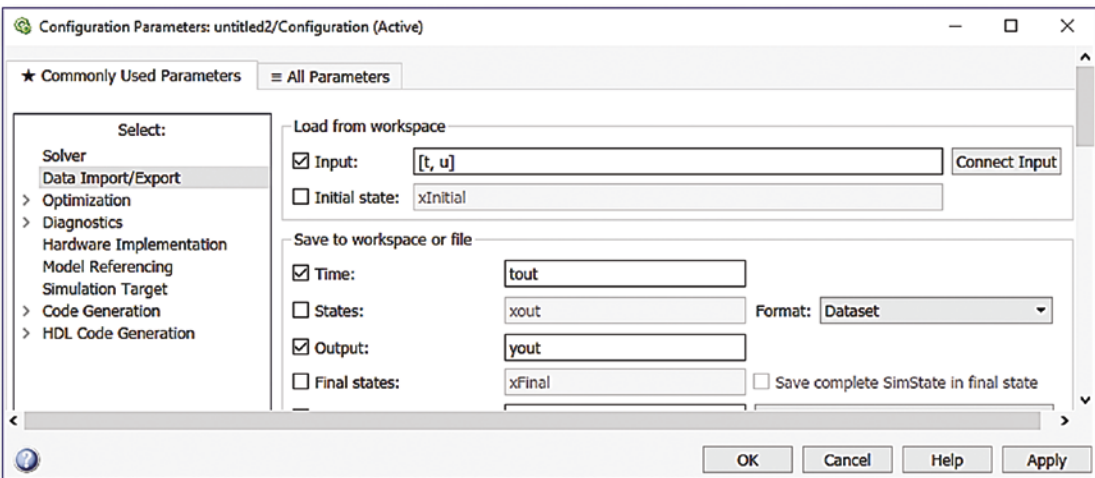 Configuration Parameters: untitled2/Configuration (Active)
★ Commonly Used Parameters
≡ All Parameters
Select:
Solver
Data Import/Export
> Optimization
> Diagnostics
Hardware Implementation
Model Referencing
Simulation Target
> Code Generation
> HDL Code Generation
Load from workspace
Input: [t, u] Connect Input
Initial state: xInitial
Save to workspace or file
Time: tout
States: xout Format: Dataset
Output: yout
Final states: xFinal Save complete SimState in final state
OK Cancel Help Apply